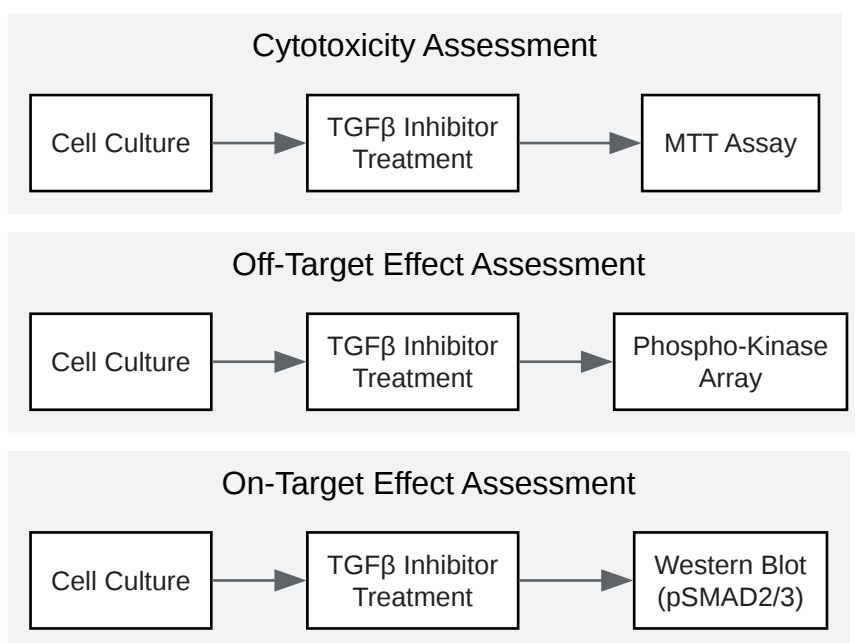 Cytotoxicity Assessment
Cell Culture
TGFβ Inhibitor
Treatment
MTT Assay
Off-Target Effect Assessment
Cell Culture
TGFβ Inhibitor
Treatment
Phospho-Kinase
Array
On-Target Effect Assessment
Cell Culture
TGFβ Inhibitor
Treatment
Western Blot
(pSMAD2/3)